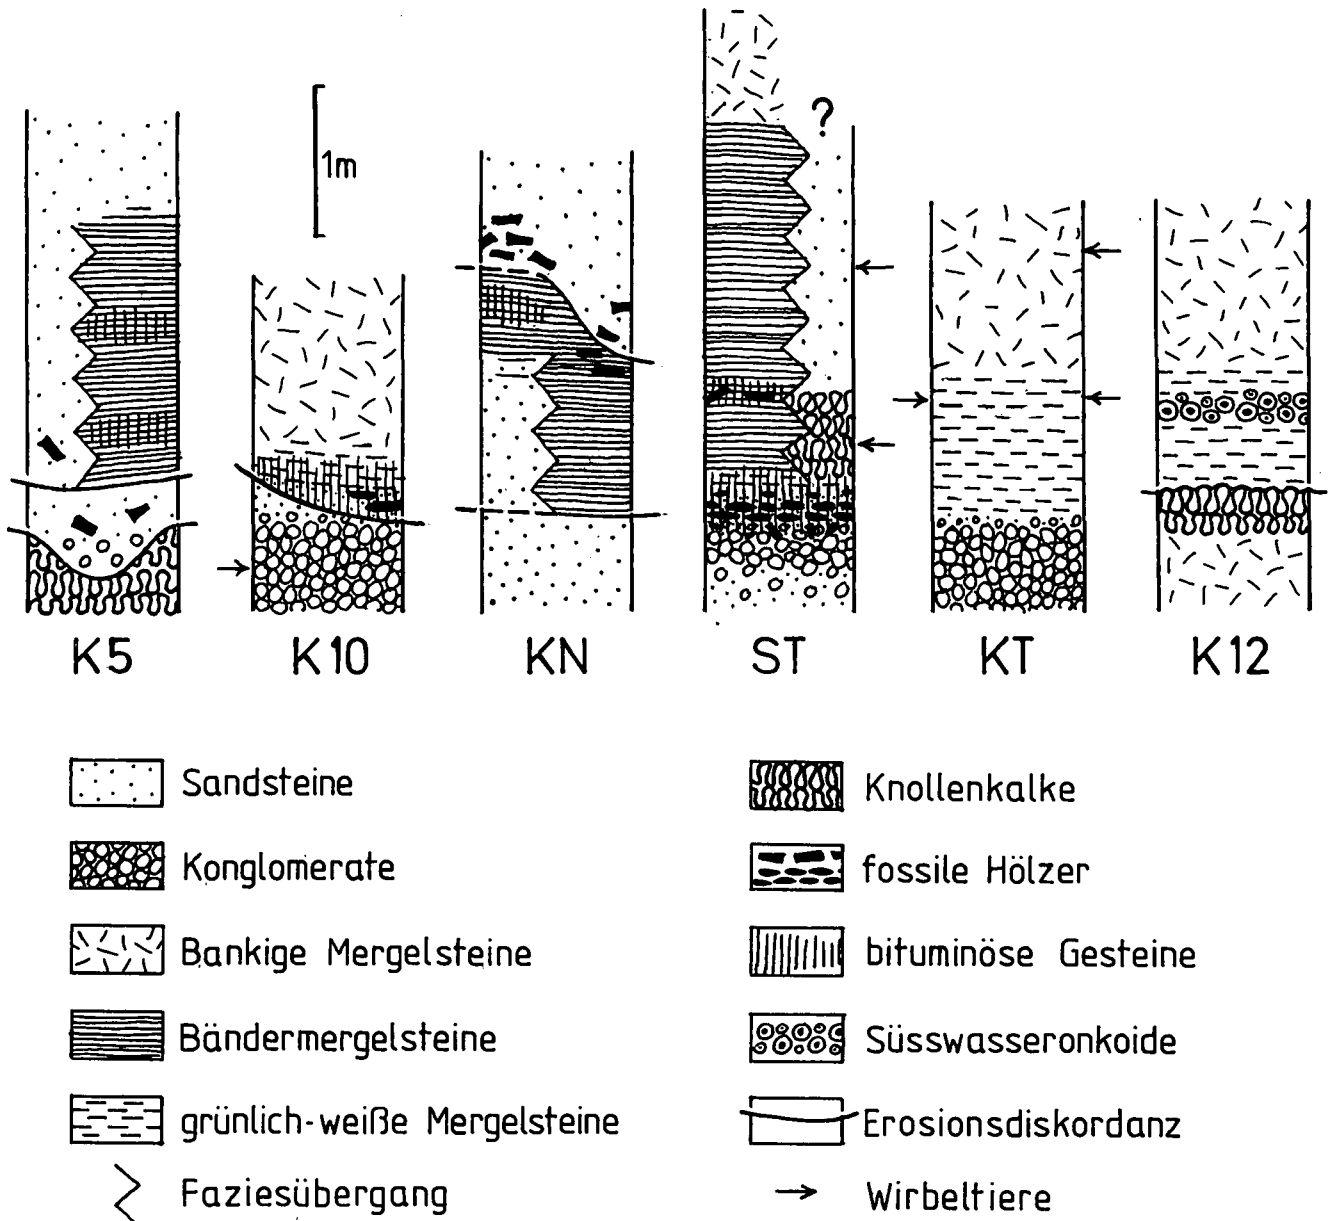 ?
1m
K5
K10
KN
ST
KT
K12
Sandsteine
Konglomerate
Bankige Mergelsteine
Bändermergelsteine
grünlich-weiße Mergelsteine
Faziesübergang
Knollenkalke
fossile Hölzer
bituminöse Gesteine
Süsswasseronkoide
Erosionsdiskordanz
Wirbeltiere